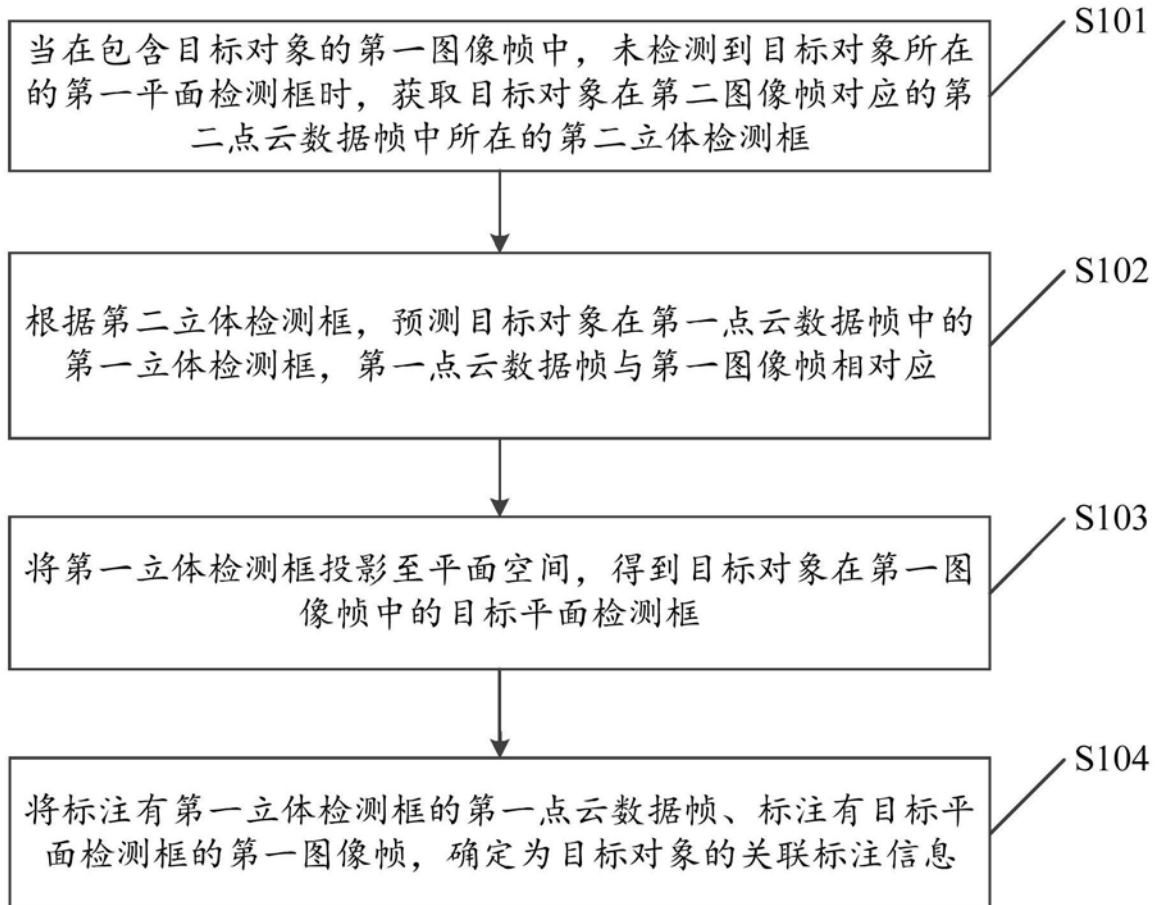 S101
当在包含目标对象的第一图像帧中，未检测到目标对象所在
的第一平面检测框时，获取目标对象在第二图像帧对应的第
二点云数据帧中所在的第二立体检测框
S102
根据第二立体检测框，预测目标对象在第一点云数据帧中的
第一立体检测框，第一点云数据帧与第一图像帧相对应
S103
将第一立体检测框投影至平面空间，得到目标对象在第一图
像帧中的目标平面检测框
S104
将标注有第一立体检测框的第一点云数据帧、标注有目标平
面检测框的第一图像帧，确定为目标对象的关联标注信息